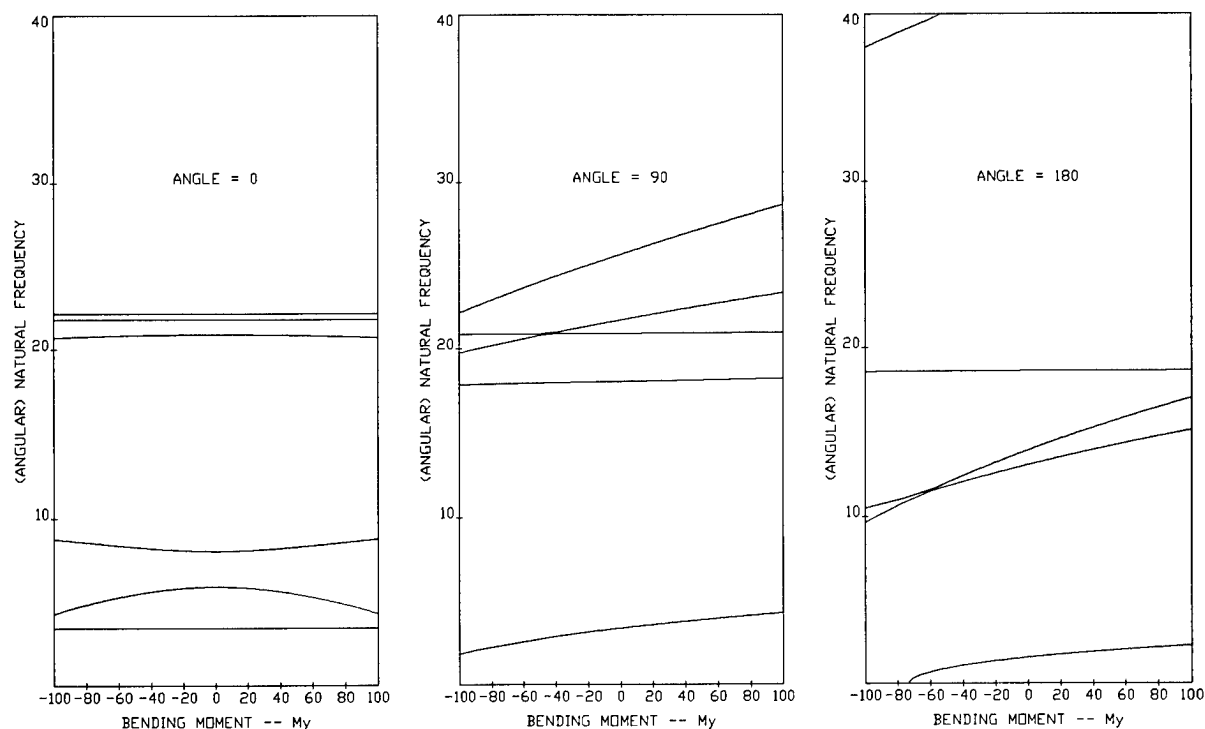 40
30
20
10
ANGLE = 0
(ANGULAR) NATURAL FREQUENCY
-100 -80 -60 -40 -20 0 20 40 60 80 100
BENDING MOMENT -- My
40
30
20
10
ANGLE = 90
(ANGULAR) NATURAL FREQUENCY
-100 -80 -60 -40 -20 0 20 40 60 80 100
BENDING MOMENT -- My
40
30
20
10
ANGLE = 180
(ANGULAR) NATURAL FREQUENCY
-100 -80 -60 -40 -20 0 20 40 60 80 100
BENDING MOMENT -- My